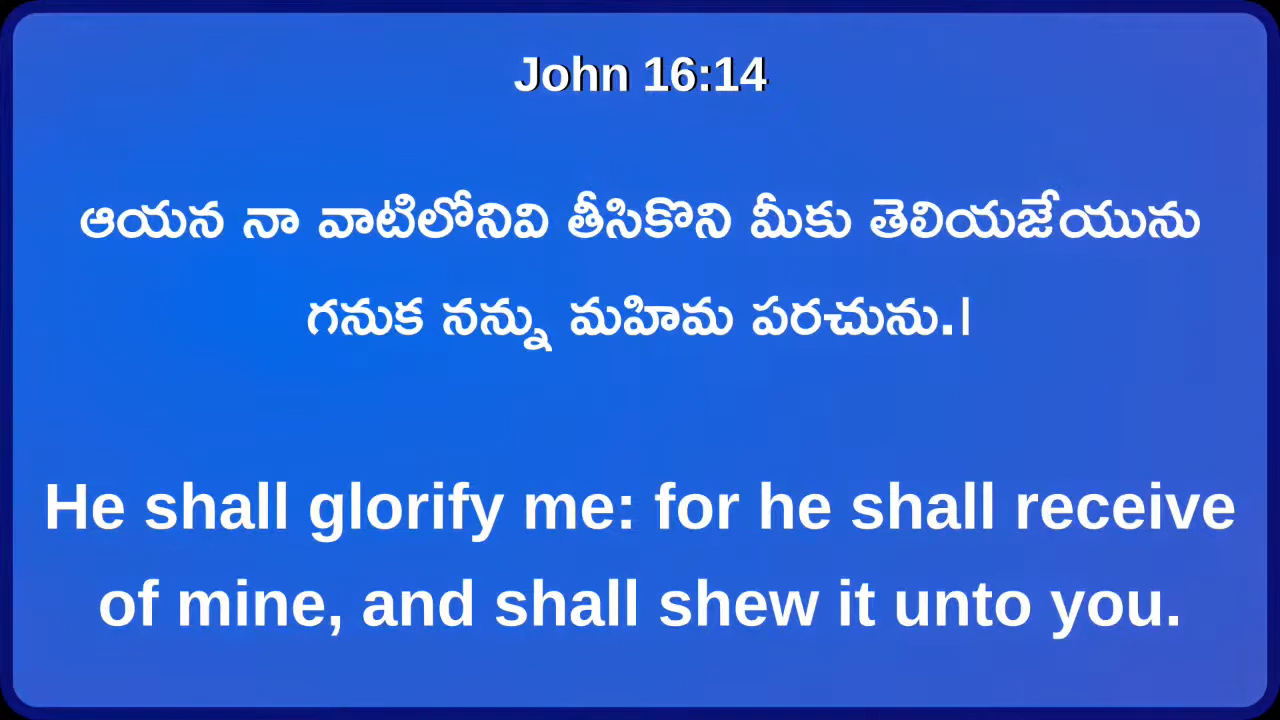 John 16:14
ఆయన నా వాటిలోనివి తీసికొని మీకు తెలియజేయును
గనుక నన్ను మహిమ పరచును.।
He shall glorify me: for he shall receive
of mine, and shall shew it unto you.